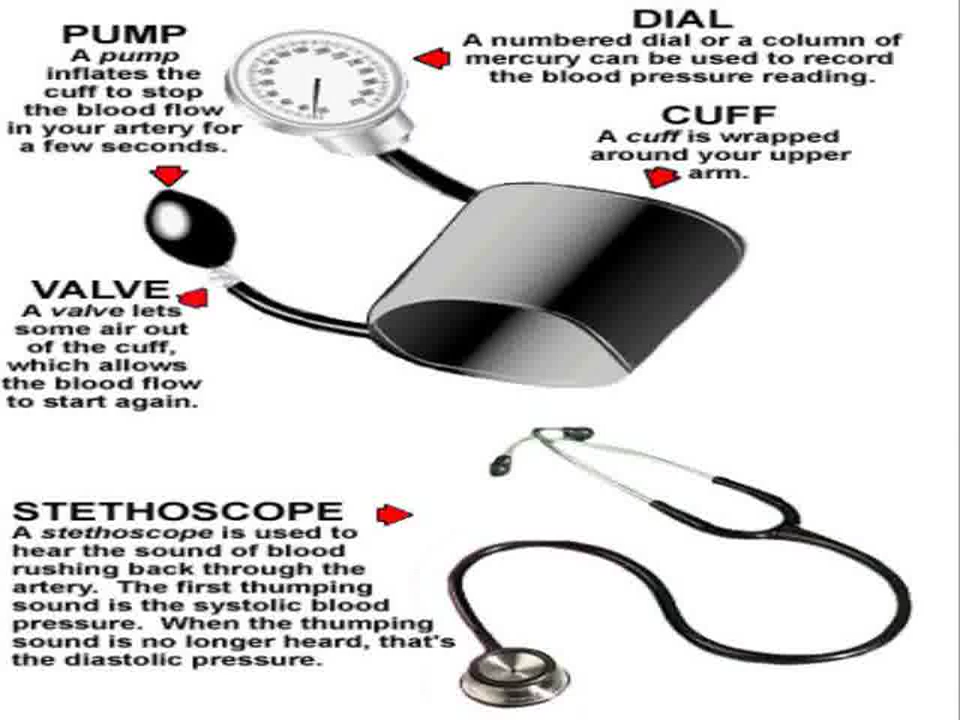 PUMP
A pump
inflates the
cuff to stop
the blood flow
in your artery for
a few seconds.
DIAL
A numbered dial or a column of
mercury can be used to record
the blood pressure reading.
CUFF
A cuff is wrapped
around your upper
arm.
VALVE
A valve lets
some air out
of the cuff,
which allows
the blood flow
to start again.
STETHOSCOPE
A stethoscope is used to
hear the sound of blood
rushing back through the
artery. The first thumping
sound is the systolic blood
pressure. When the thumping
sound is no longer heard, that's
the diastolic pressure.